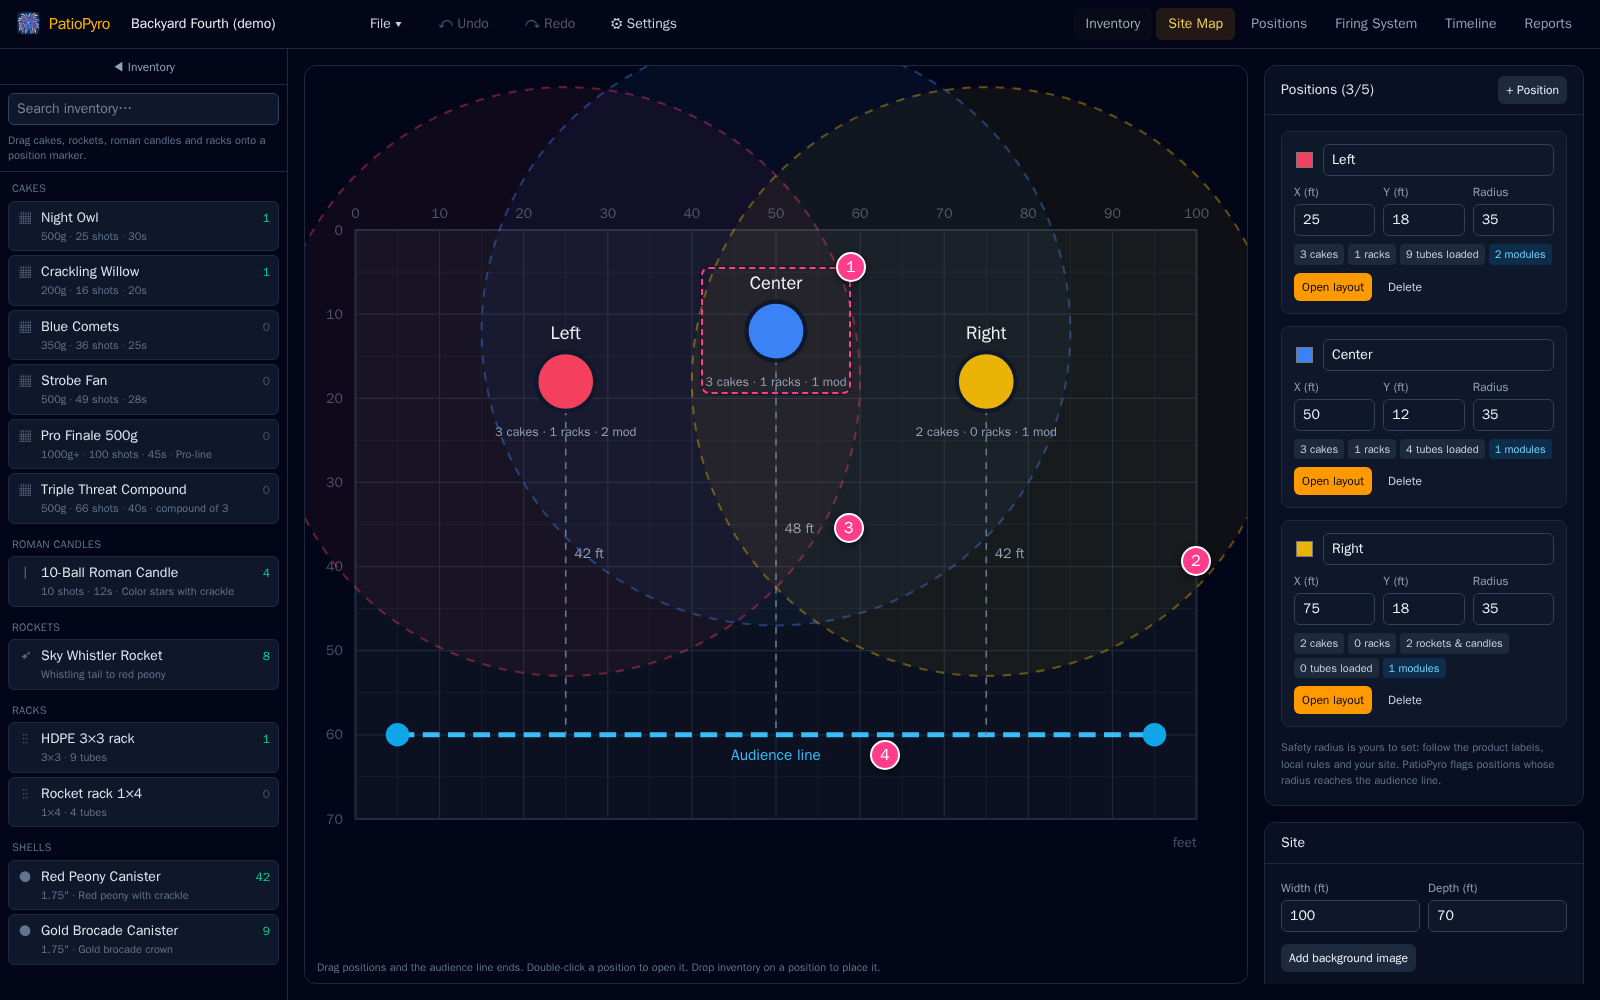 PatioPyro
Backyard Fourth (demo)
File ▾
Undo
Redo
Settings
Inventory
Site Map
Positions
Firing System
Timeline
Reports
◀ Inventory
Search inventory…
Drag cakes, rockets, roman candles and racks onto a
position marker.
CAKES
Night Owl 1
500g · 25 shots · 30s
Crackling Willow 1
200g · 16 shots · 20s
Blue Comets 0
350g · 36 shots · 25s
Strobe Fan 0
500g · 49 shots · 28s
Pro Finale 500g 0
1000g+ · 100 shots · 45s · Pro-line
Triple Threat Compound 0
500g · 66 shots · 40s · compound of 3
ROMAN CANDLES
10-Ball Roman Candle 4
10 shots · 12s · Color stars with crackle
ROCKETS
Sky Whistler Rocket 8
Whistling tail to red peony
RACKS
HDPE 3×3 rack 1
3×3 · 9 tubes
Rocket rack 1×4 0
1×4 · 4 tubes
SHELLS
Red Peony Canister 42
1.75" · Red peony with crackle
Gold Brocade Canister 9
1.75" · Gold brocade crown
0 10 20 30 40 50 60 70 80 90 100
0
10
20
30
40
50
60
70
Center
1
3 cakes · 1 racks · 1 mod
Left
3 cakes · 1 racks · 2 mod
Right
2 cakes · 0 racks · 1 mod
48 ft
3
42 ft
42 ft
2
Audience line
4
feet
Drag positions and the audience line ends. Double-click a position to open it. Drop inventory on a position to place it.
Positions (3/5)
+ Position
Left
X (ft) Y (ft) Radius
25 18 35
3 cakes 1 racks 9 tubes loaded 2 modules
Open layout Delete
Center
X (ft) Y (ft) Radius
50 12 35
3 cakes 1 racks 4 tubes loaded 1 modules
Open layout Delete
Right
X (ft) Y (ft) Radius
75 18 35
2 cakes 0 racks 2 rockets & candles
0 tubes loaded 1 modules
Open layout Delete
Safety radius is yours to set: follow the product labels,
local rules and your site. PatioPyro flags positions whose
radius reaches the audience line.
Site
Width (ft) Depth (ft)
100 70
Add background image